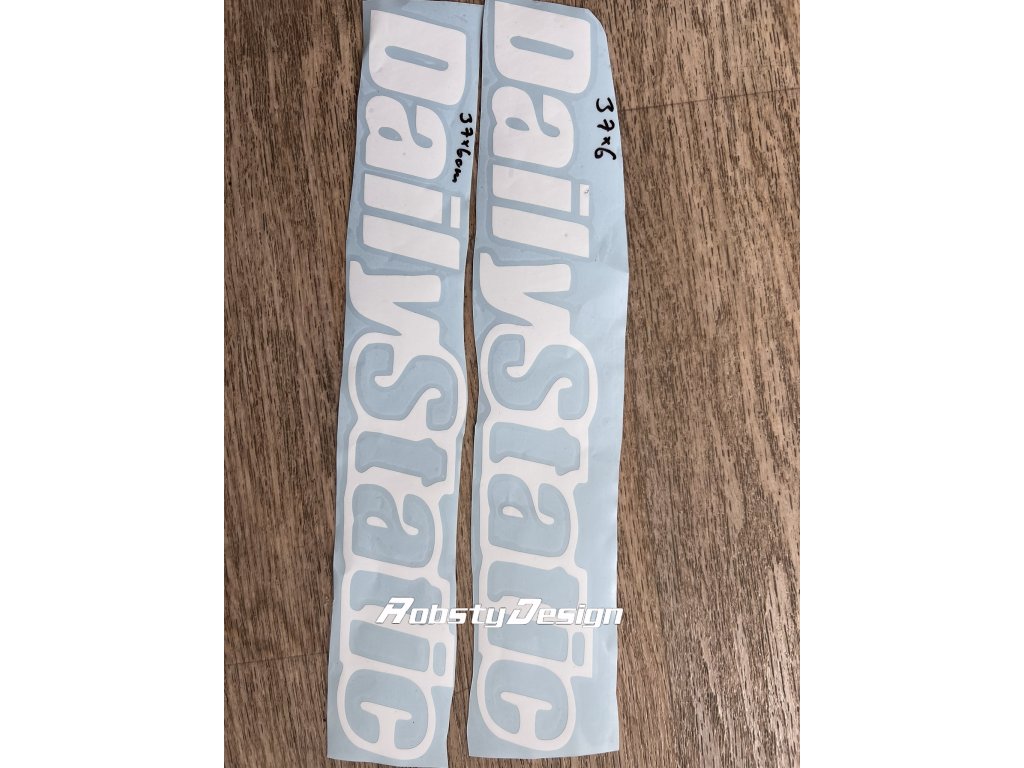 DailyStatic
37x6cm
DailyStatic
37x6
RobstyDesign